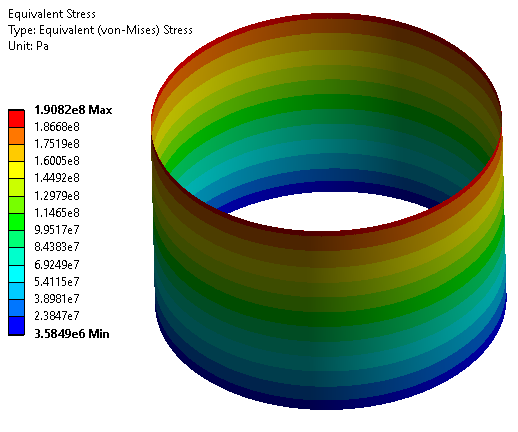 Equivalent Stress
Type: Equivalent (von-Mises) Stress
Unit: Pa
1.9082e8 Max
1.8668e8
1.7519e8
1.6005e8
1.4492e8
1.2979e8
1.1465e8
9.9517e7
8.4383e7
6.9249e7
5.4115e7
3.8981e7
2.3847e7
3.5849e6 Min